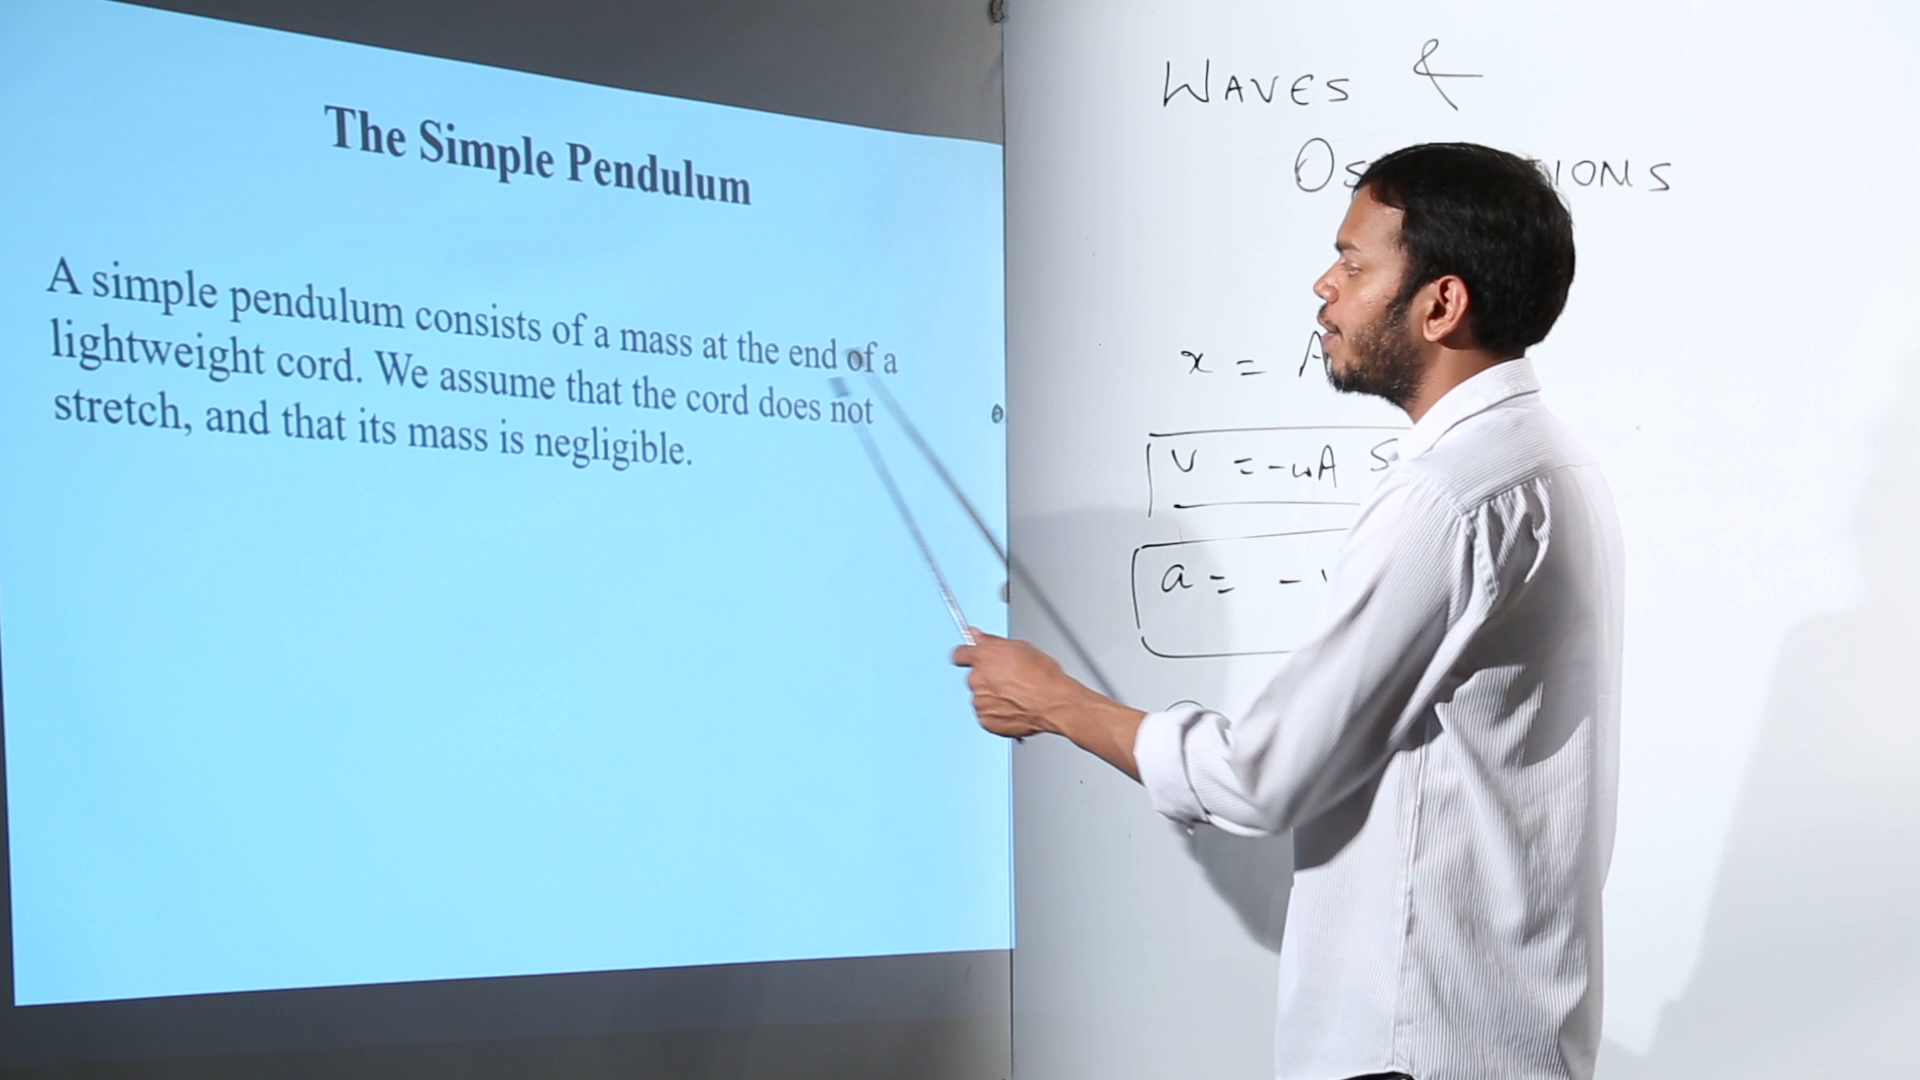 The Simple Pendulum
A simple pendulum consists of a mass at the end of a
lightweight cord. We assume that the cord does not
stretch, and that its mass is negligible.
WAVES &
x =
V = -ωA
a = -